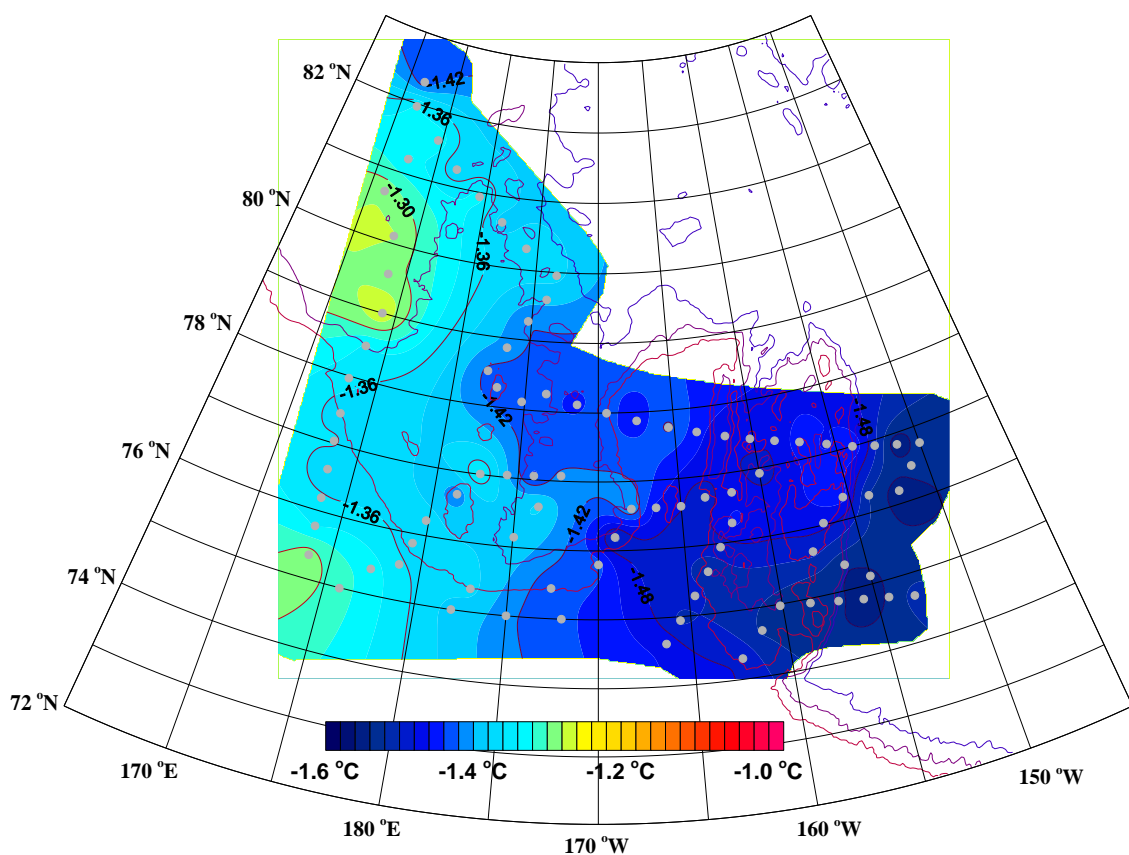 82 °N
-1.42
-1.36
80 °N
-1.30
-1.36
78 °N
-1.36
-1.42
-1.48
76 °N
-1.36
-1.42
74 °N
-1.48
72 °N
-1.6 °C
-1.4 °C
-1.2 °C
-1.0 °C
170 °E
150 °W
180 °E
160 °W
170 °W